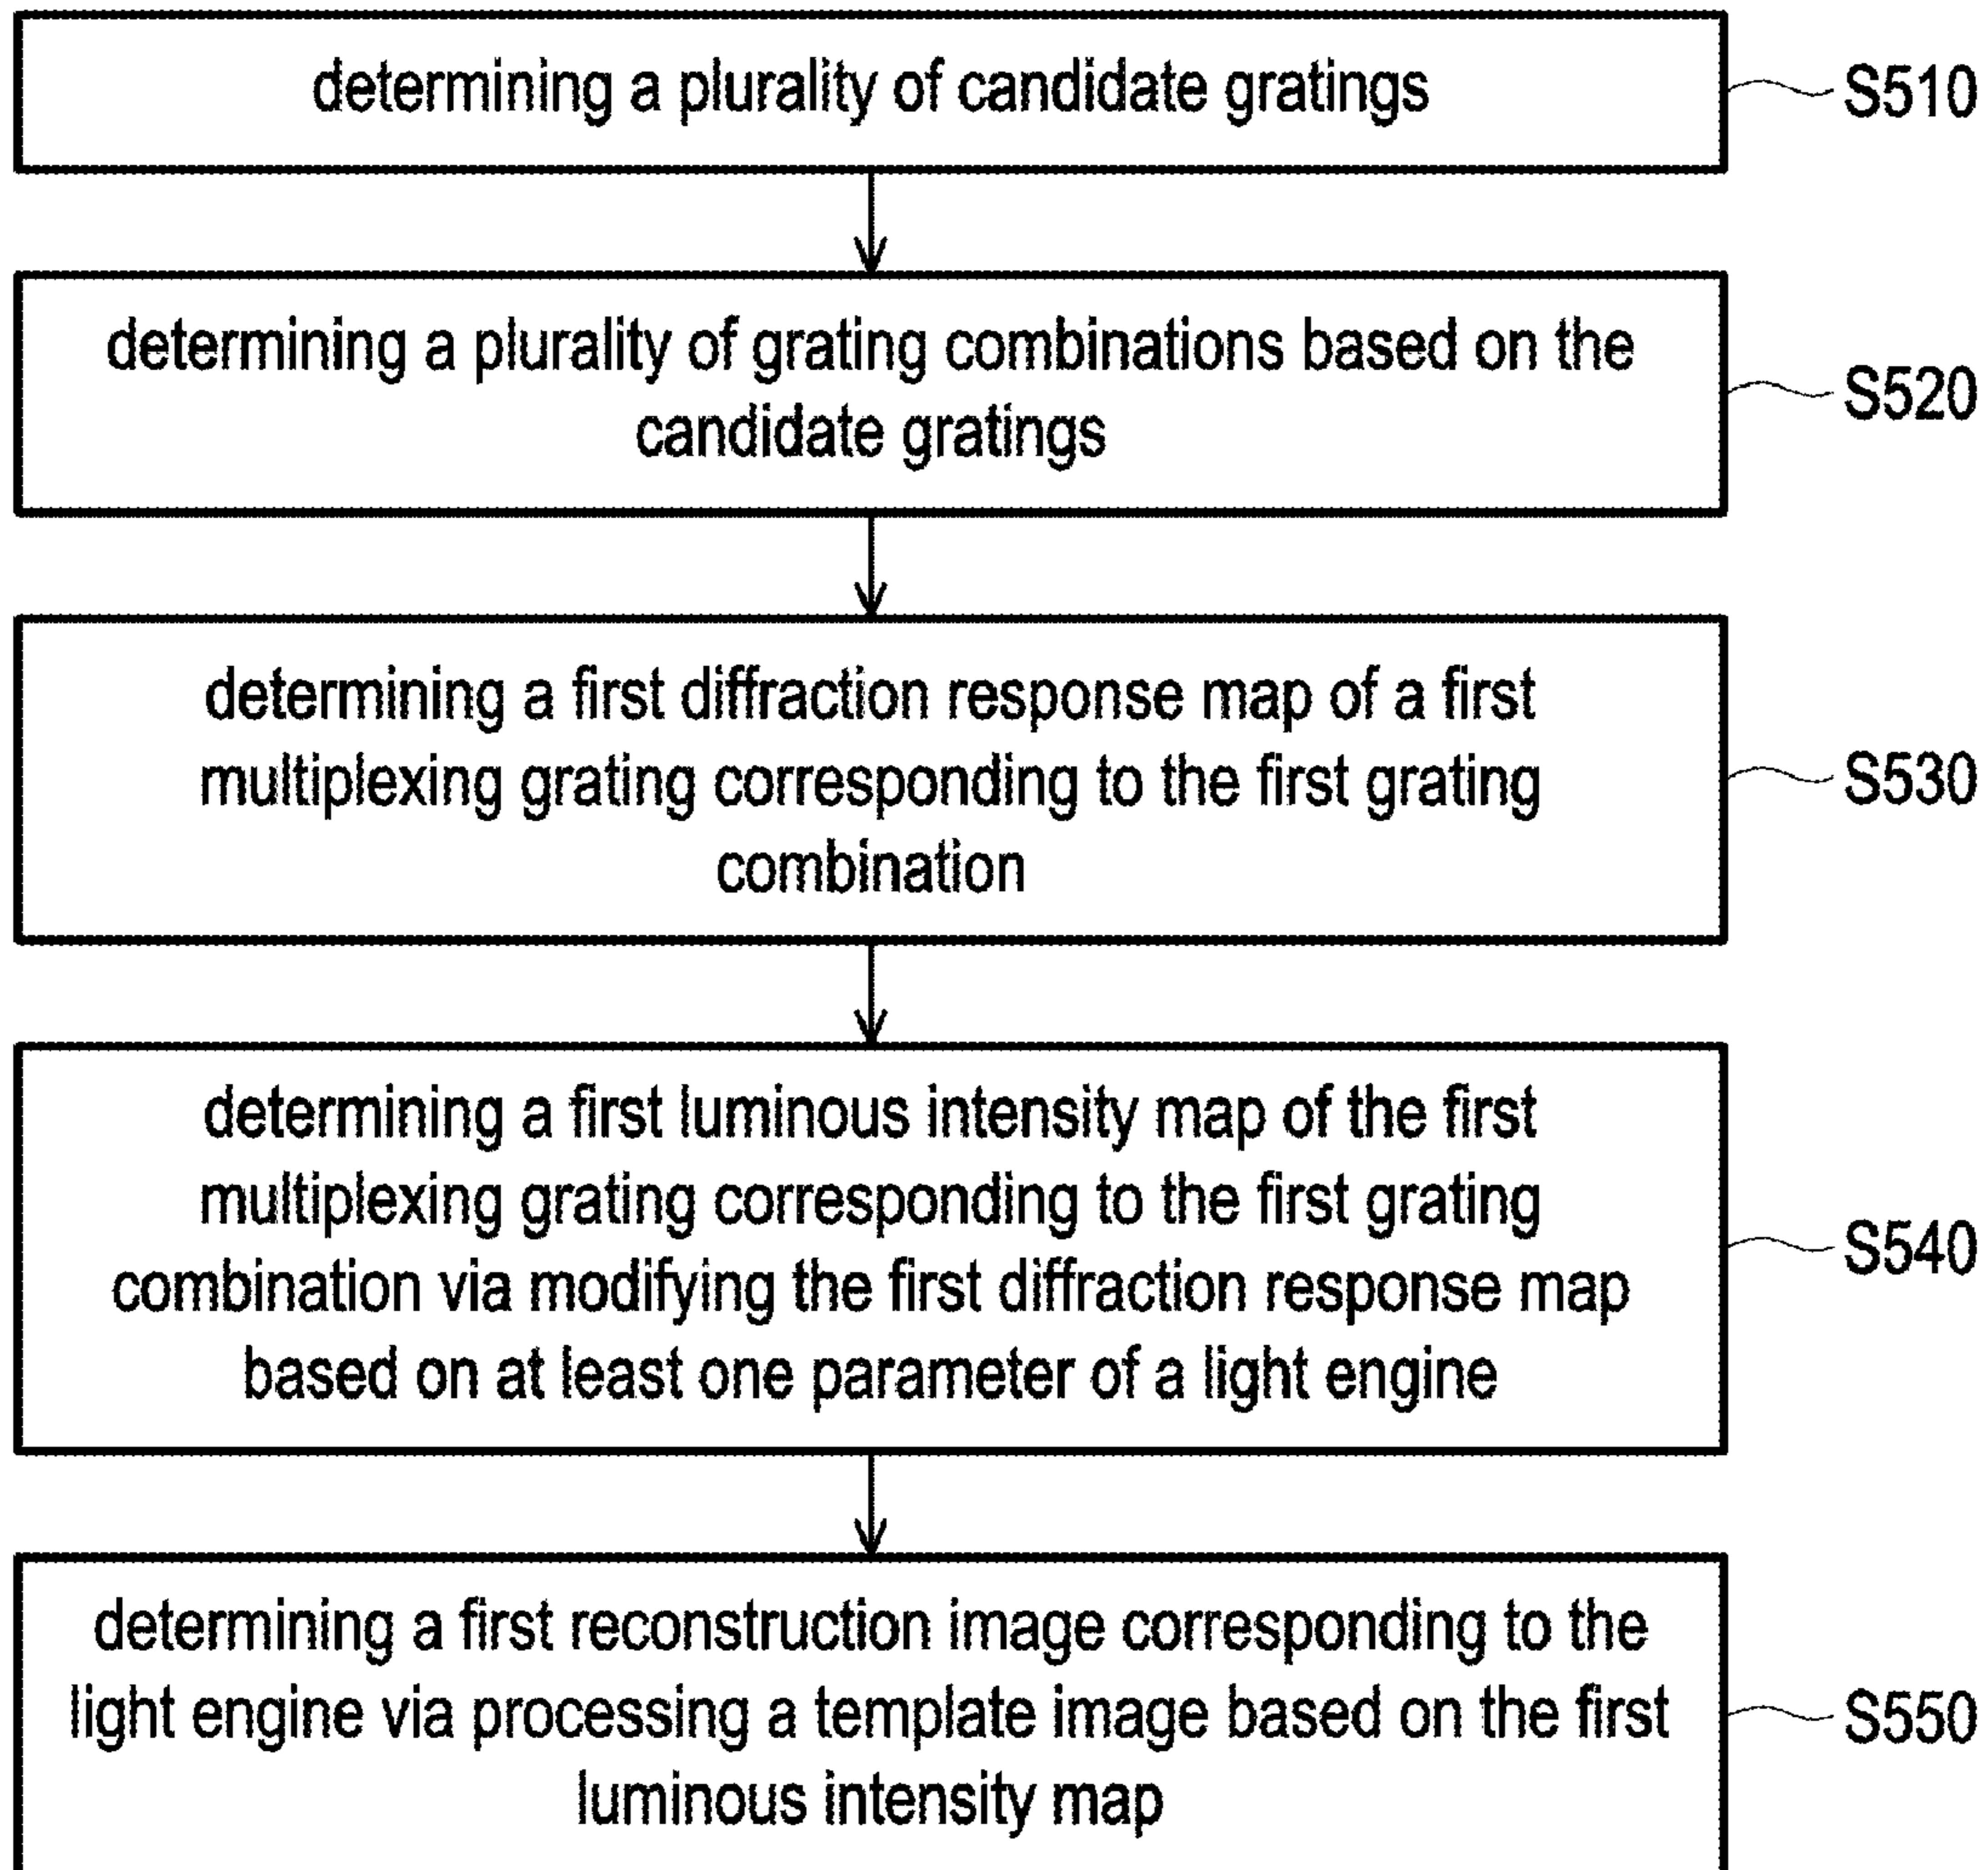 determining a plurality of candidate gratings
S510
determining a plurality of grating combinations based on the
candidate gratings
S520
determining a first diffraction response map of a first
multiplexing grating corresponding to the first grating
combination
S530
determining a first luminous intensity map of the first
multiplexing grating corresponding to the first grating
combination via modifying the first diffraction response map
based on at least one parameter of a light engine
S540
determining a first reconstruction image corresponding to the
light engine via processing a template image based on the first
luminous intensity map
S550